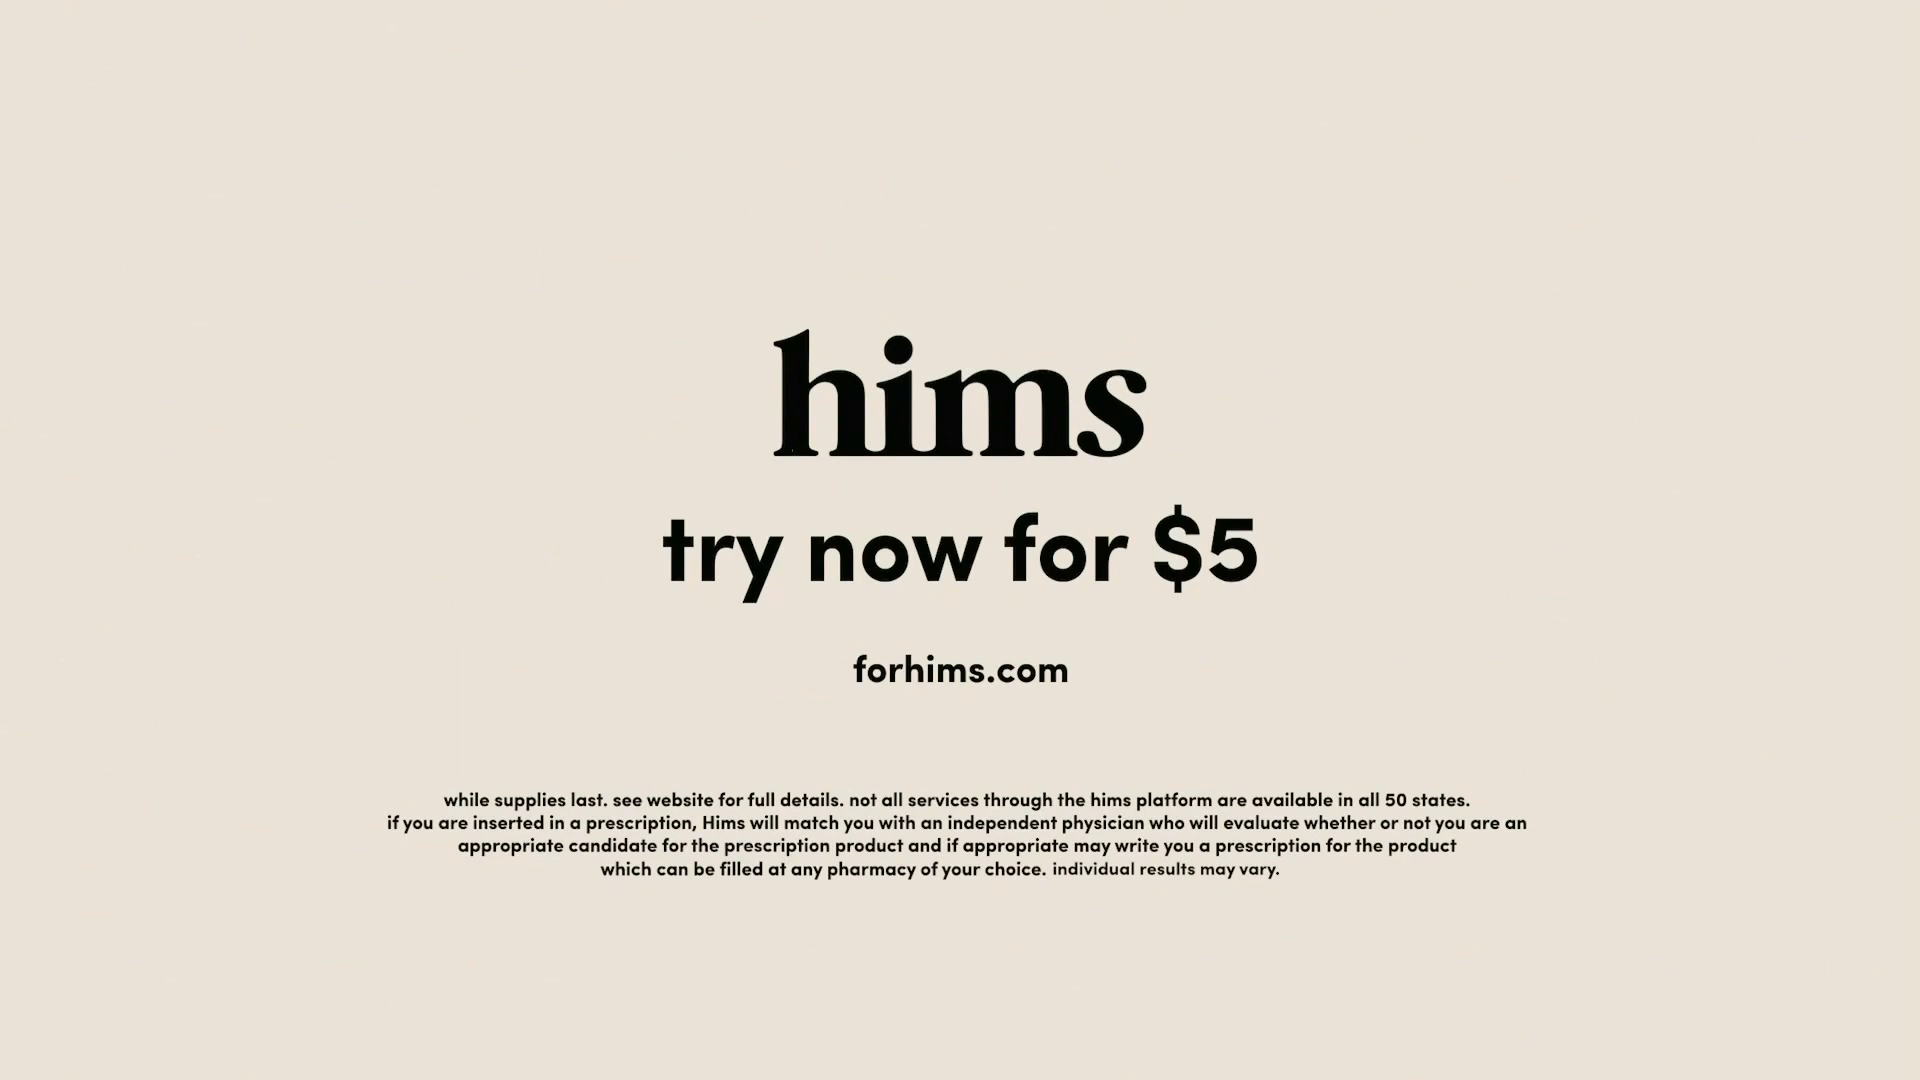 hims
try now for $5
forhims.com
while supplies last. see website for full details. not all services through the hims platform are available in all 50 states.
if you are inserted in a prescription, Hims will match you with an independent physician who will evaluate whether or not you are an
appropriate candidate for the prescription product and if appropriate may write you a prescription for the product
which can be filled at any pharmacy of your choice. individual results may vary.